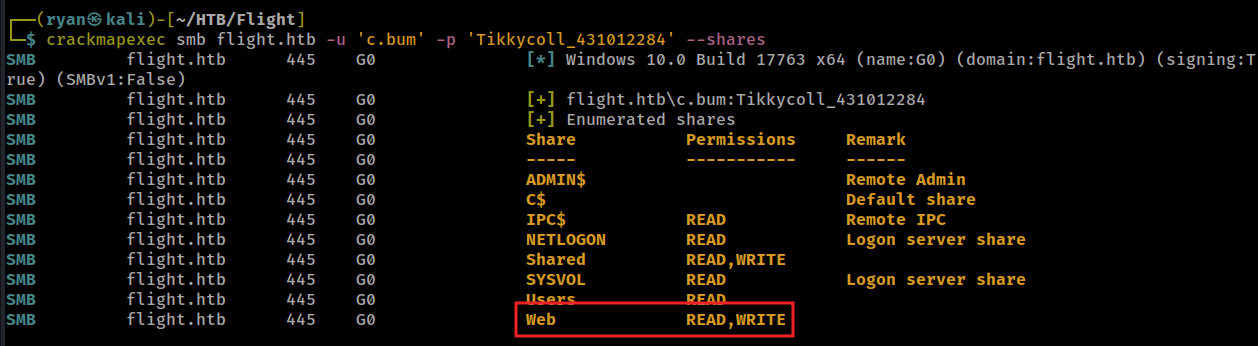 ┌──(ryan㉿kali)-[~/HTB/Flight]
└─$ crackmapexec smb flight.htb -u 'c.bum' -p 'Tikkycoll_431012284' --shares
SMB         flight.htb      445    G0               [*] Windows 10.0 Build 17763 x64 (name:G0) (domain:flight.htb) (signing:T
rue) (SMBv1:False)
SMB         flight.htb      445    G0               [+] flight.htb\c.bum:Tikkycoll_431012284
SMB         flight.htb      445    G0               [+] Enumerated shares
SMB         flight.htb      445    G0               Share           Permissions     Remark
SMB         flight.htb      445    G0               -----           -----------     ------
SMB         flight.htb      445    G0               ADMIN$                          Remote Admin
SMB         flight.htb      445    G0               C$                              Default share
SMB         flight.htb      445    G0               IPC$            READ            Remote IPC
SMB         flight.htb      445    G0               NETLOGON        READ            Logon server share
SMB         flight.htb      445    G0               Shared          READ,WRITE
SMB         flight.htb      445    G0               SYSVOL          READ            Logon server share
SMB         flight.htb      445    G0               Users           READ
SMB         flight.htb      445    G0               Web             READ,WRITE